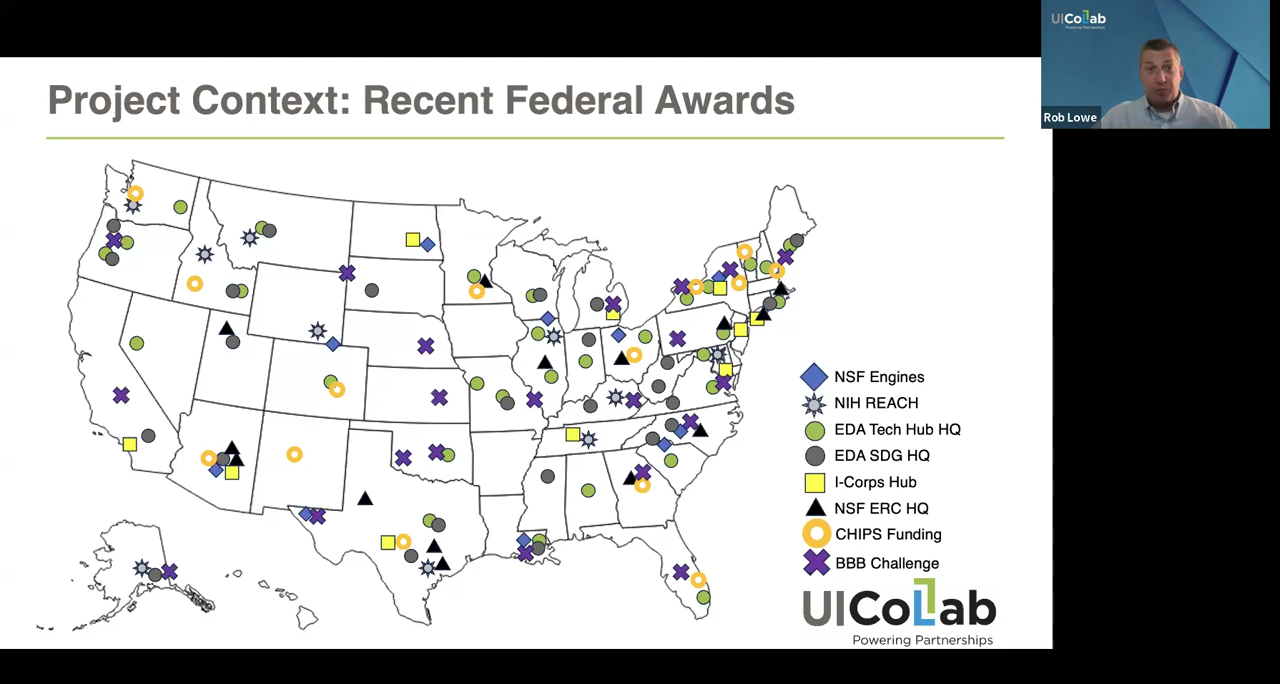 UICoLab
Powering Partnerships
Rob Lowe
Project Context: Recent Federal Awards
NSF Engines
NIH REACH
EDA Tech Hub HQ
EDA SDG HQ
I-Corps Hub
NSF ERC HQ
CHIPS Funding
BBB Challenge
UICoLab
Powering Partnerships